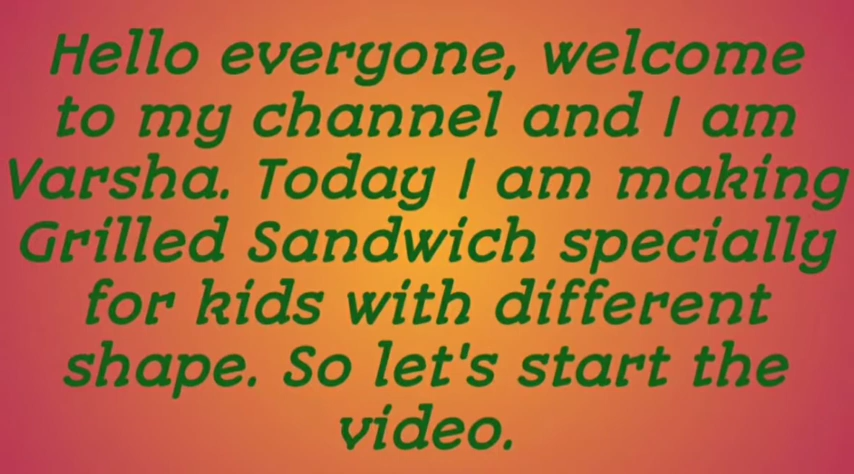 Hello everyone, welcome
to my channel and I am
Varsha. Today I am making
Grilled Sandwich specially
for kids with different
shape. So let's start the
video.